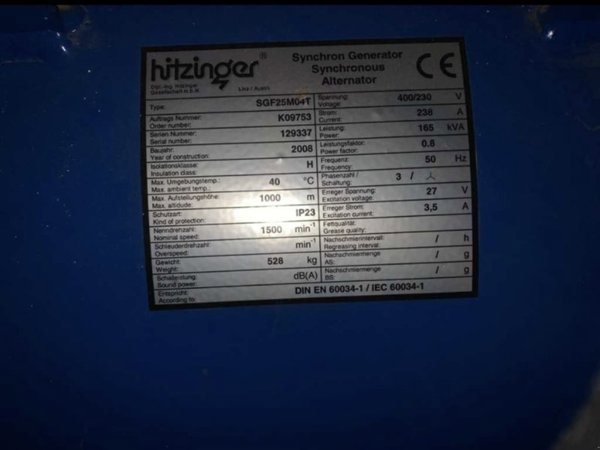 hitzinger ®
Dipl.-Ing. Hitzinger
Gesellschaft m.b.H. Linz / Austria
Synchron Generator
Synchronous
Alternator
CE
Type: SGF25M04T
Auftrags Nummer:
Order number: K09753
Serien Nummer:
Serial number: 129337
Baujahr:
Year of construction: 2008
Isolationsklasse:
Insulation class: H
Max. Umgebungstemp.:
Max. ambient temp.: 40 °C
Max. Aufstellungshöhe:
Max. altidude: 1000 m
Schutzart:
Kind of protection: IP23
Nenndrehzahl:
Nominal speed: 1500 min⁻¹
Schleuderdrehzahl:
Overspeed: min⁻¹
Gewicht:
Weight: 528 kg
Schalleistung:
Sound power: dB(A)
Entspricht:
According to: DIN EN 60034-1 / IEC 60034-1
Spannung:
Voltage: 400/230 V
Strom:
Current: 238 A
Leistung:
Power: 165 kVA
Leistungsfaktor:
Power factor: 0.8
Frequenz:
Frequency: 50 Hz
Phasenzahl /
Schaltung: 3 /
Erreger Spannung:
Excitation voltage: 27 V
Erreger Strom:
Excitation current: 3,5 A
Fettqualität:
Grease quality:
Nachschmierinterval:
Regreasing interval: / h
Nachschmiermenge
AS: / g
Nachschmiermenge
BS: / g